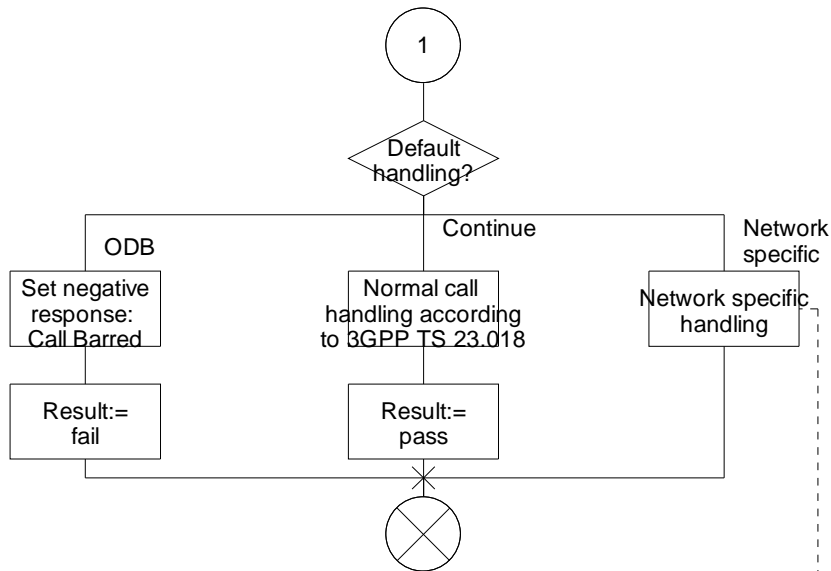 1
Default
handling?
ODB
Continue
Network
specific
Set negative
response:
Call Barred
Normal call
handling according
to 3GPP TS 23.018
Network specific
handling
Result:=
fail
Result:=
pass